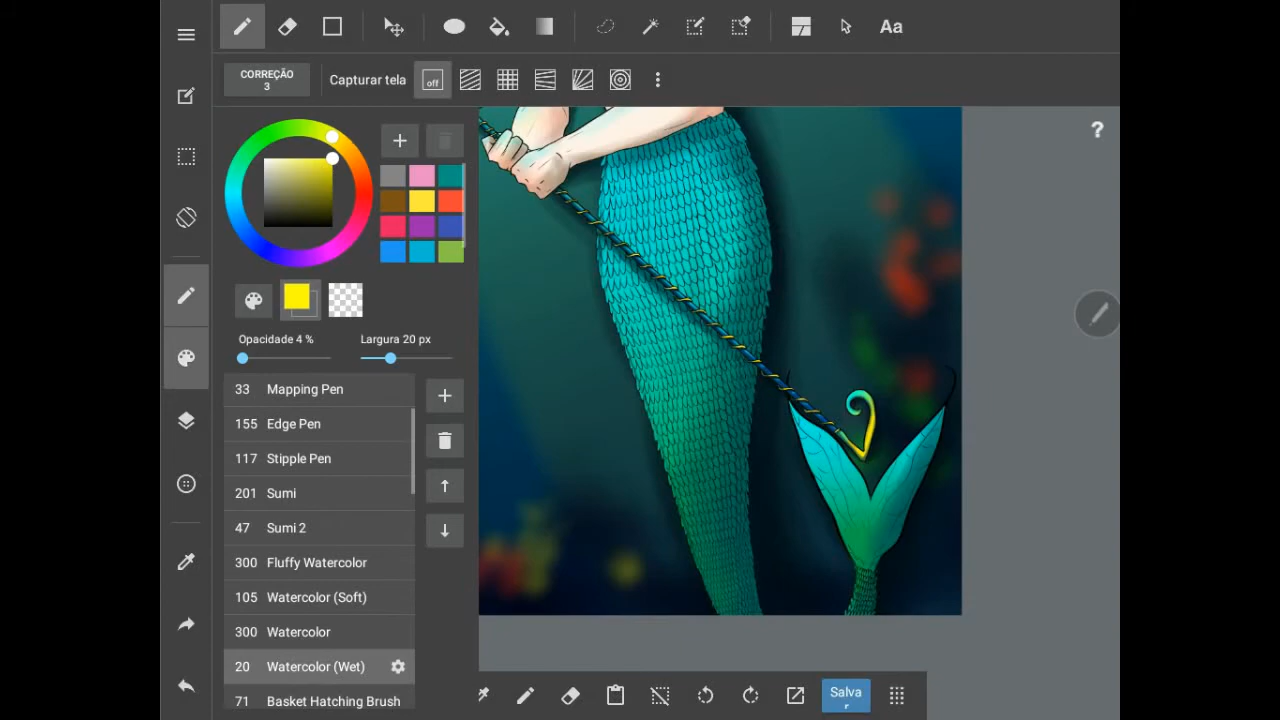 Aa
CORREÇÃO
3
Capturar tela
off
?
Opacidade 4 %
Largura 20 px
33 Mapping Pen
155 Edge Pen
117 Stipple Pen
201 Sumi
47 Sumi 2
300 Fluffy Watercolor
105 Watercolor (Soft)
300 Watercolor
20 Watercolor (Wet)
71 Basket Hatching Brush
Salva
r